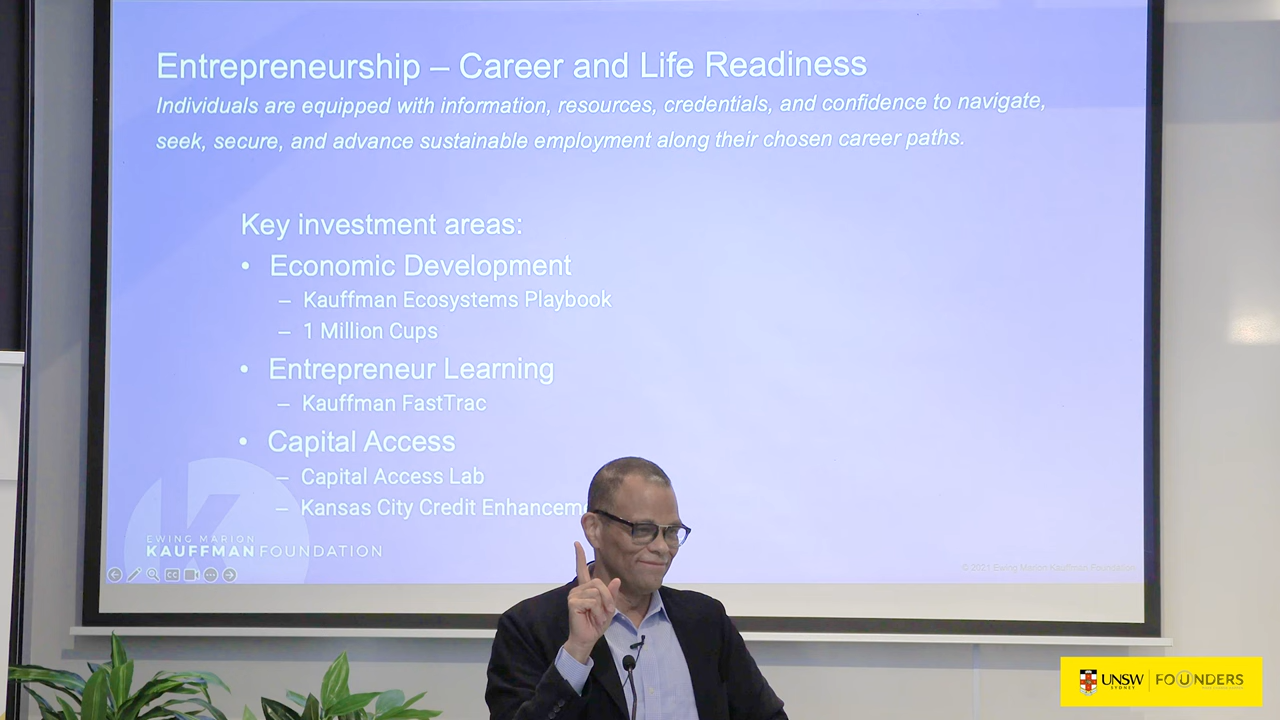 Entrepreneurship – Career and Life Readiness
Individuals are equipped with information, resources, credentials, and confidence to navigate,
seek, secure, and advance sustainable employment along their chosen career paths.
Key investment areas:
• Economic Development
– Kauffman Ecosystems Playbook
– 1 Million Cups
• Entrepreneur Learning
– Kauffman FastTrac
• Capital Access
– Capital Access Lab
– Kansas City Credit Enhanceme
K
EWING MARION
KAUFFMAN FOUNDATION
CC
© 2021 Ewing Marion Kauffman Foundation
UNSW
SYDNEY
FOUNDERS